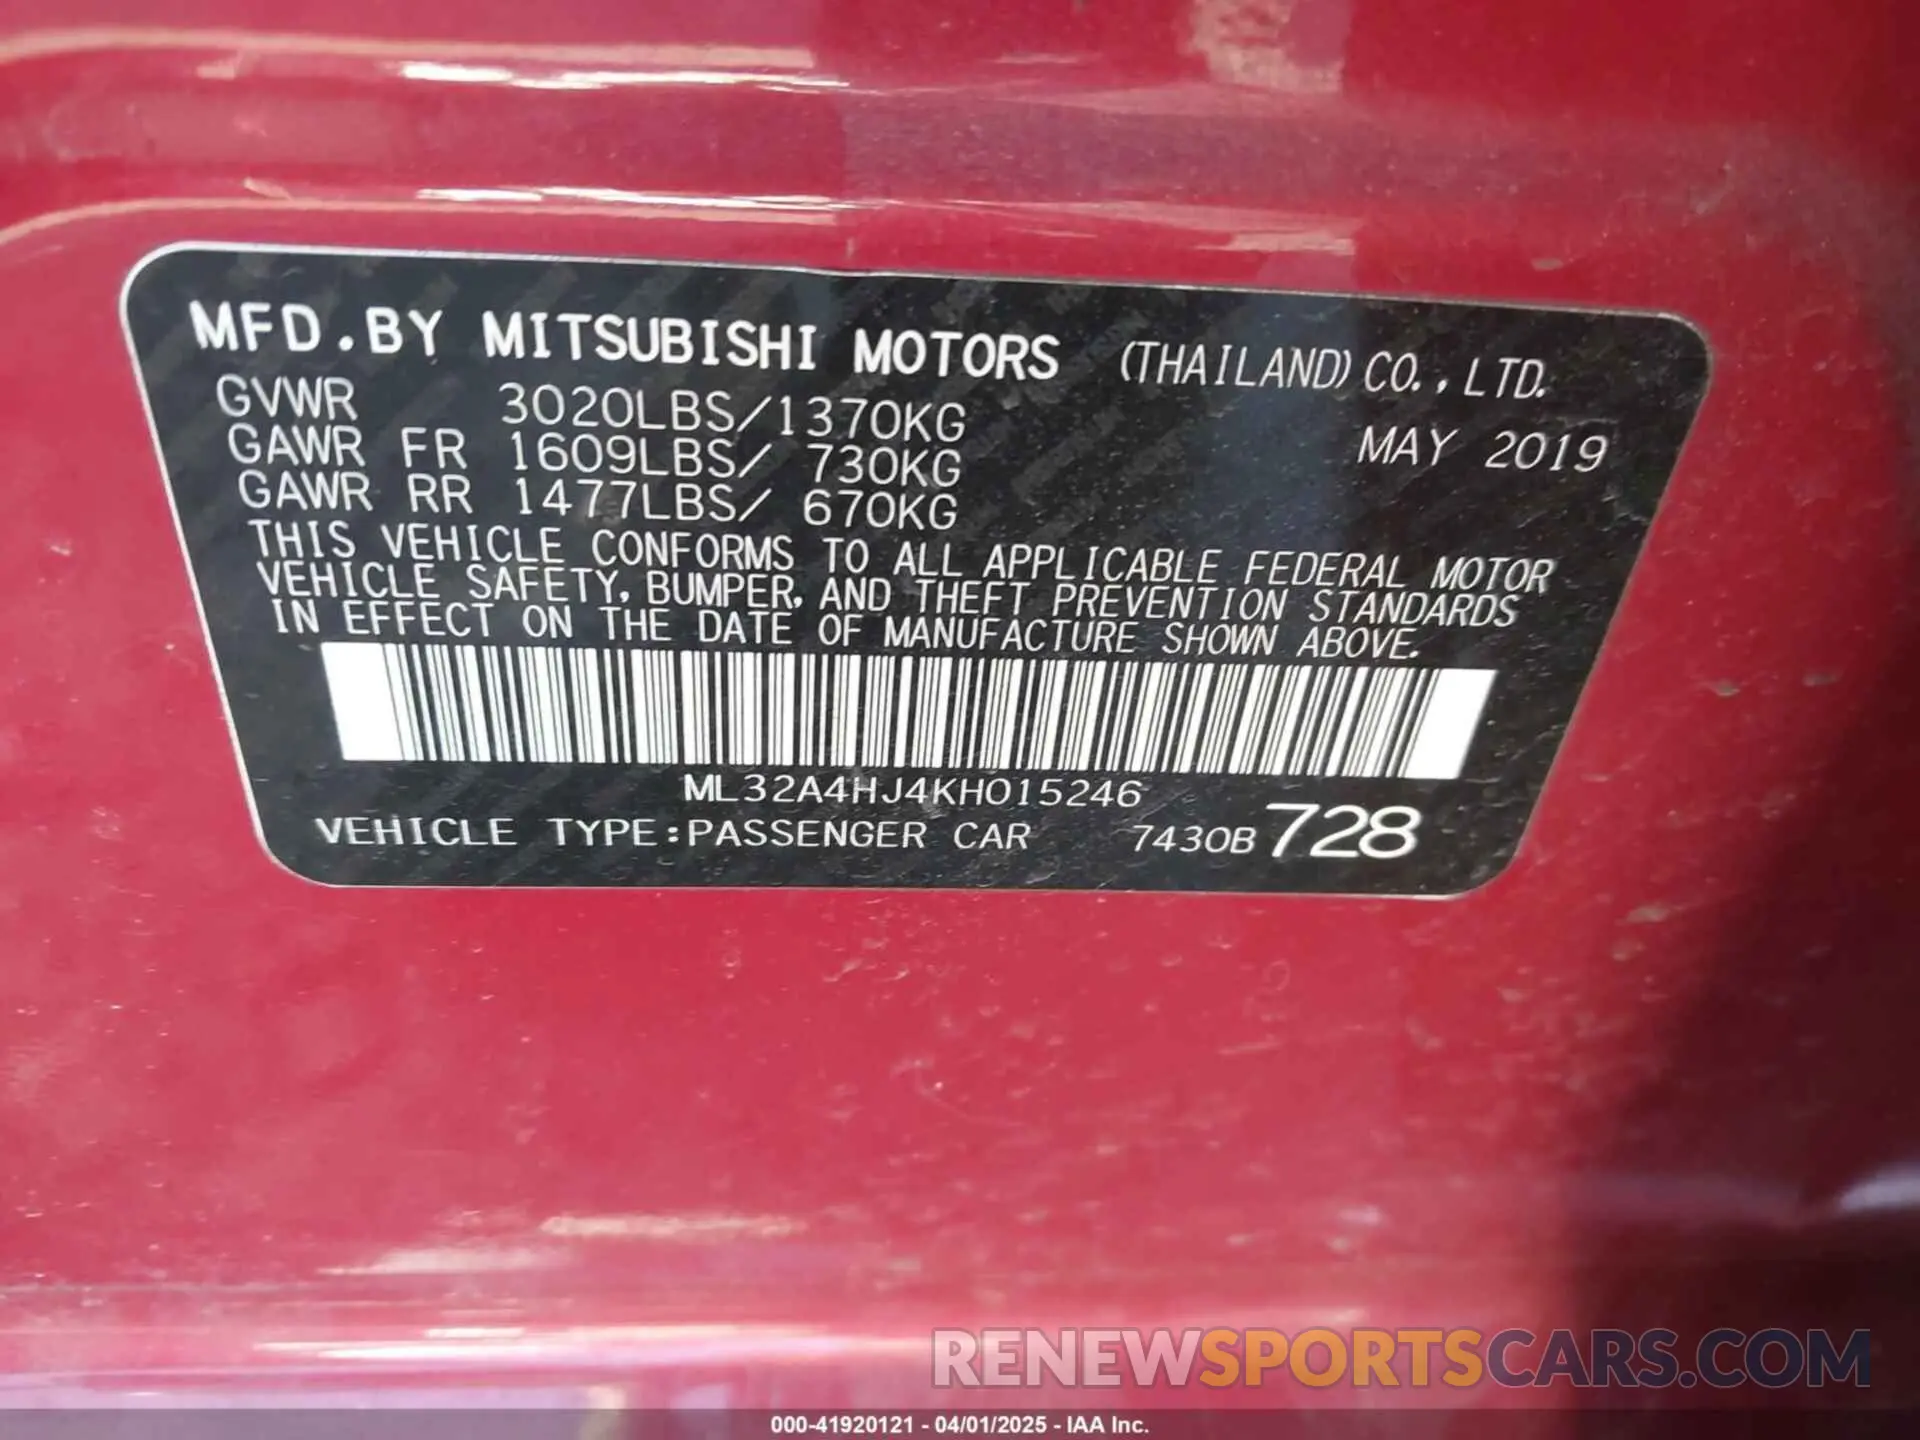 MFD.BY MITSUBISHI MOTORS (THAILAND) CO., LTD.
GVWR 3020LBS/1370KG
MAY 2019
GAWR FR 1609LBS/ 730KG
GAWR RR 1477LBS/ 670KG
THIS VEHICLE CONFORMS TO ALL APPLICABLE FEDERAL MOTOR
VEHICLE SAFETY, BUMPER, AND THEFT PREVENTION STANDARDS
IN EFFECT ON THE DATE OF MANUFACTURE SHOWN ABOVE.
ML32A4HJ4KH015246
VEHICLE TYPE:PASSENGER CAR 7430B 728
RENEWSPORTSCARS.COM
000-41920121 - 04/01/2025 - IAA Inc.